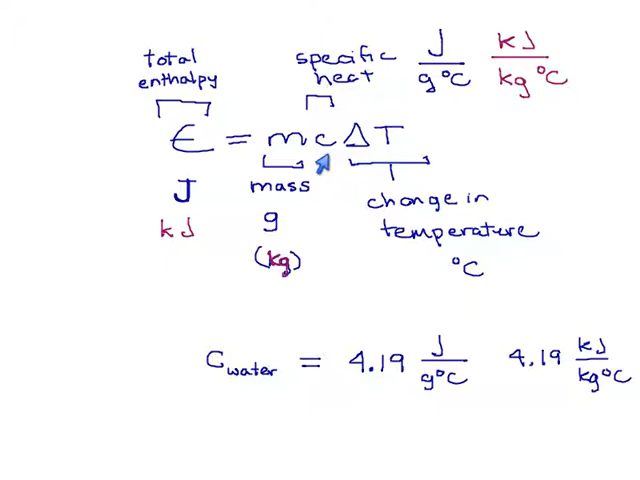 total enthalpy
specific heat
J/g°C
kJ/kg°C
E = mcΔT
J
kJ
mass
g
(kg)
change in temperature
°C
C water = 4.19 J/g°C 4.19 kJ/kg°C